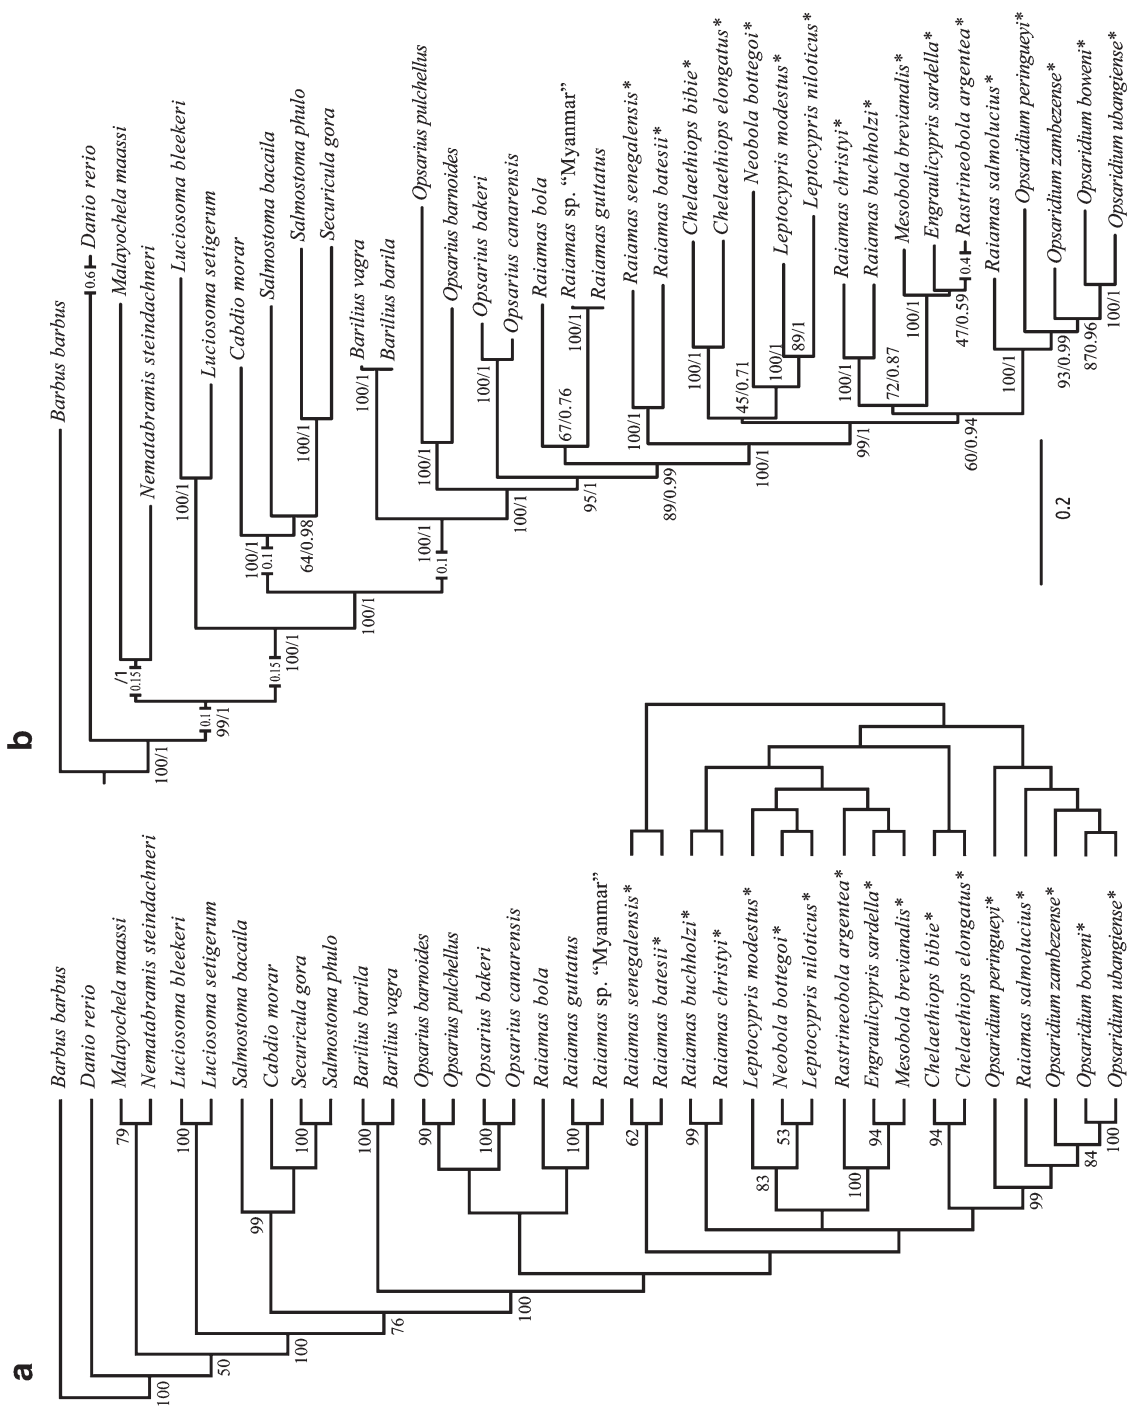 a
Barbus barbus
Danio rerio
Malayochela maassi
Nematabramis steindachneri
Luciosoma bleekeri
Luciosoma setigerum
Salmostoma bacaila
Cabdio morar
Securicula gora
Salmostoma phulo
Barilius barila
Barilius vagra
Opsarius barnoides
Opsarius pulchellus
Opsarius bakeri
Opsarius canarensis
Raiamas bola
Raiamas guttatus
Raiamas sp. “Myanmar”
Raiamas senegalensis*
Raiamas batesii*
Raiamas buchholzi*
Raiamas christyi*
Leptocypris modestus*
Neobola bottegoi*
Leptocypris niloticus*
Rastrineobola argentea*
Engraulicypris sardella*
Mesobola brevianalis*
Chelaethiops bibie*
Chelaethiops elongatus*
Opsaridium peringueyi*
Raiamas salmolucius*
Opsaridium zambezense*
Opsaridium boweni*
Opsaridium ubangiense*
100
50
100
76
100
79
100
99
100
100
90
100
100
62
99
83
53
100
94
94
99
84
100
b
Barbus barbus
Danio rerio
Malayochela maassi
Nematabramis steindachneri
Luciosoma bleekeri
Luciosoma setigerum
Cabdio morar
Salmostoma bacaila
Salmostoma phulo
Securicula gora
Barilius vagra
Barilius barila
Opsarius pulchellus
Opsarius barnoides
Opsarius bakeri
Opsarius canarensis
Raiamas bola
Raiamas sp. “Myanmar”
Raiamas guttatus
Raiamas senegalensis*
Raiamas batesii*
Chelaethiops bibie*
Chelaethiops elongatus*
Neobola bottegoi*
Leptocypris modestus*
Leptocypris niloticus*
Raiamas christyi*
Raiamas buchholzi*
Mesobola brevianalis*
Engraulicypris sardella*
Rastrineobola argentea*
Raiamas salmolucius*
Opsaridium peringueyi*
Opsaridium zambezense*
Opsaridium boweni*
Opsaridium ubangiense*
0.6
100/1
/1
0.15
0.1
99/1
100/1
0.15
100/1
100/1
100/1
0.1
64/0.98
100/1
100/1
100/1
0.1
100/1
100/1
100/1
95/1
67/0.76
100/1
89/0.99
100/1
100/1
100/1
45/0.71
100/1
89/1
99/1
100/1
72/0.87
100/1
47/0.59
0.4
60/0.94
100/1
93/0.99
87/0.96
100/1
0.2